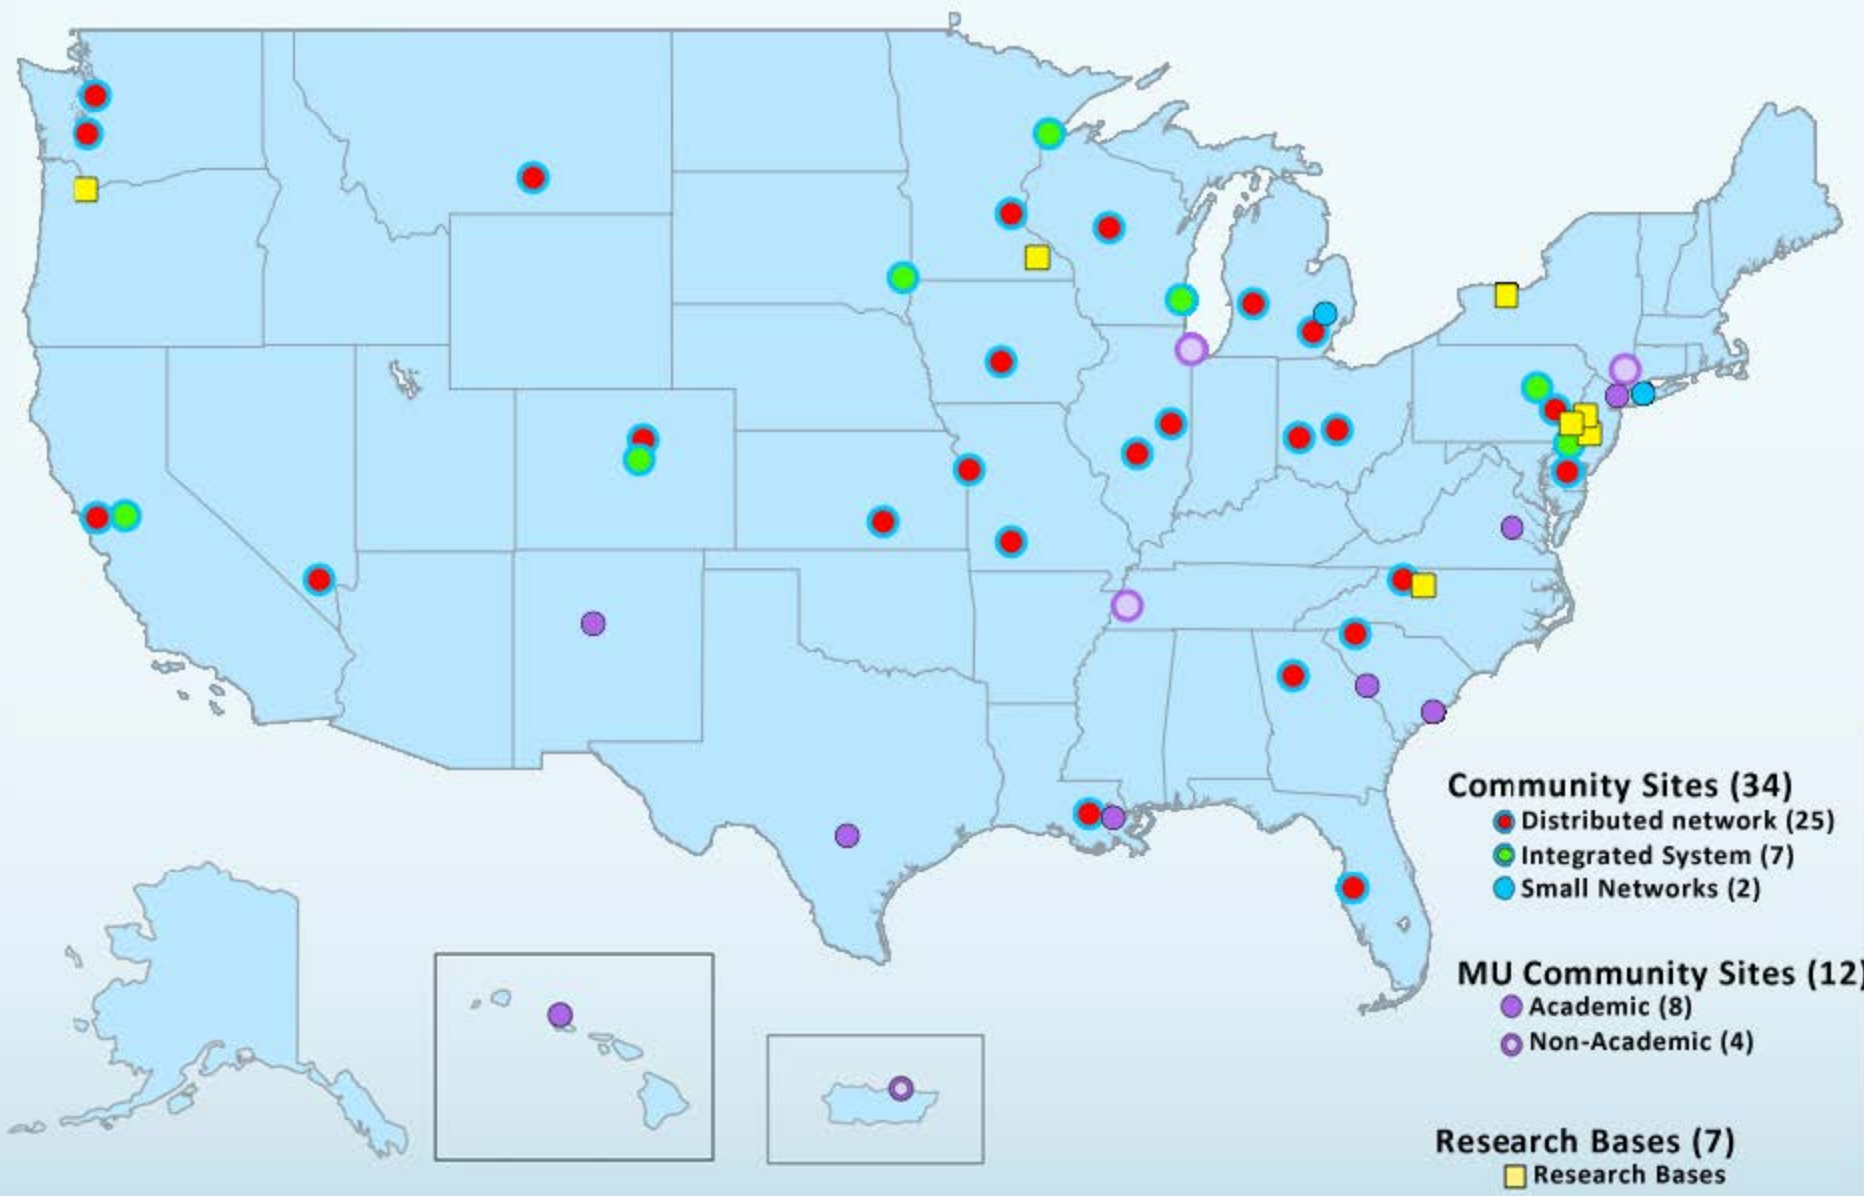 Community Sites (34)
Distributed network (25)
Integrated System (7)
Small Networks (2)
MU Community Sites (12)
Academic (8)
Non-Academic (4)
Research Bases (7)
Research Bases